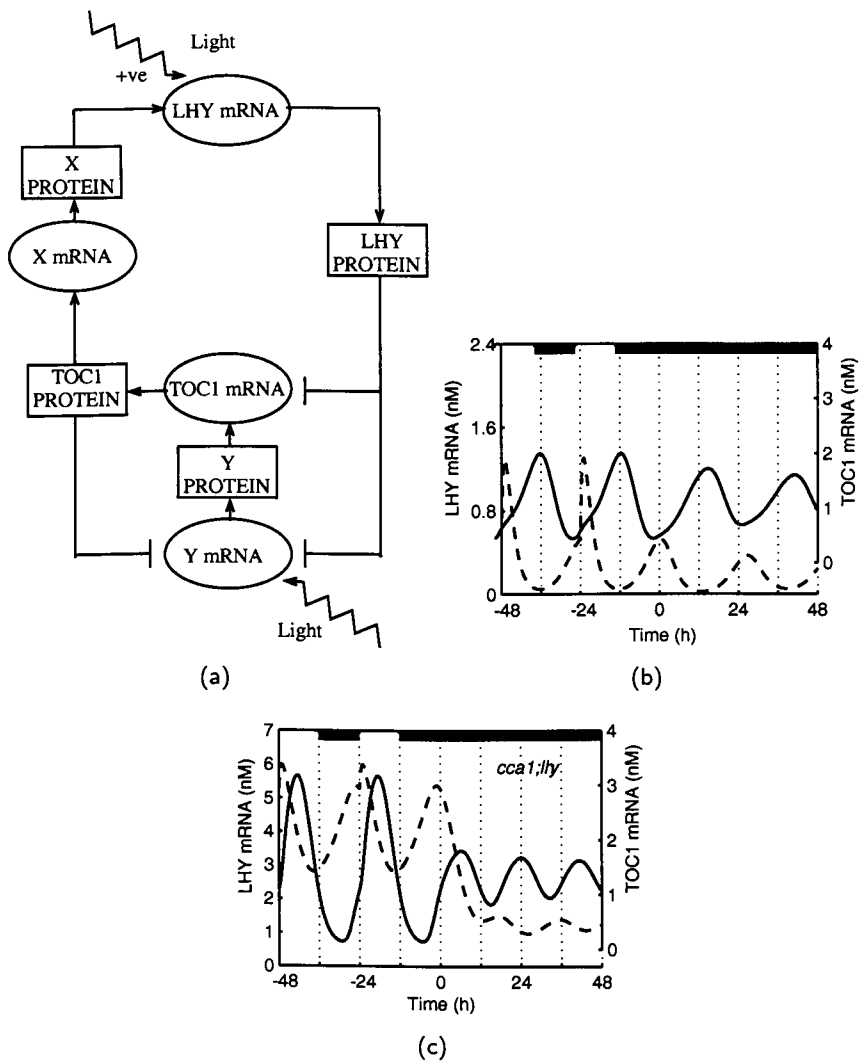 Light
+ve
LHY mRNA
X
PROTEIN
LHY
PROTEIN
X mRNA
TOC1
PROTEIN
TOC1 mRNA
Y
PROTEIN
Y mRNA
Light
(a)
2.4
1.6
0.8
0
LHY mRNA (nM)
4
3
2
1
0
TOC1 mRNA (nM)
-48 -24 0 24 48
Time (h)
(b)
7
6
5
4
3
2
1
0
LHY mRNA (nM)
cca1;lhy
4
3
2
1
0
TOC1 mRNA (nM)
-48 -24 0 24 48
Time (h)
(c)